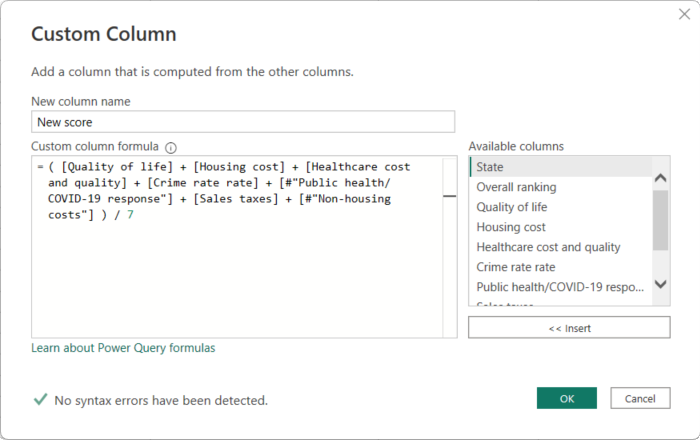 Custom Column
Add a column that is computed from the other columns.
New column name
New score
Custom column formula
Available columns
= ( [Quality of life] + [Housing cost] + [Healthcare cost
and quality] + [Crime rate rate] + [#"Public health/
COVID-19 response"] + [Sales taxes] + [#"Non-housing
costs"] ) / 7
State
Overall ranking
Quality of life
Housing cost
Healthcare cost and quality
Crime rate rate
Public health/COVID-19 respo...
Sales taxes
<< Insert
Learn about Power Query formulas
No syntax errors have been detected.
OK
Cancel